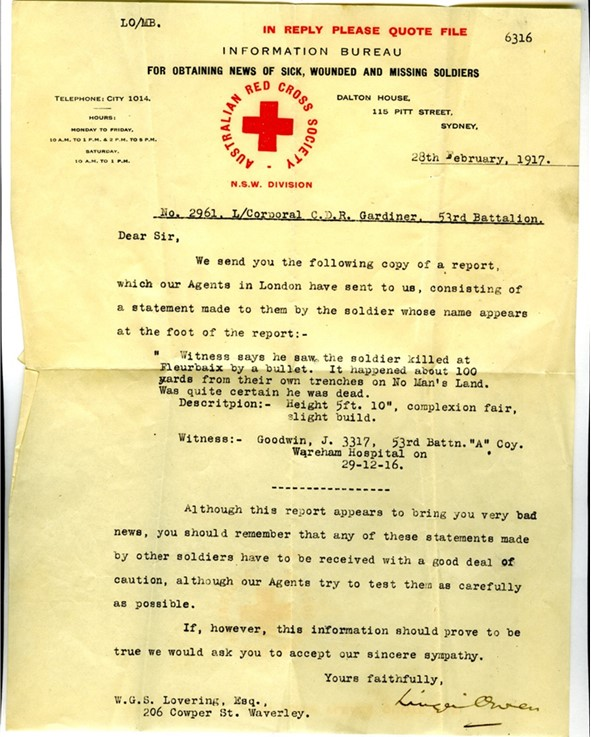 LO/MB.
IN REPLY PLEASE QUOTE FILE
6316
INFORMATION BUREAU
FOR OBTAINING NEWS OF SICK, WOUNDED AND MISSING SOLDIERS
TELEPHONE: CITY 1014.
HOURS:
MONDAY TO FRIDAY,
10 A.M. TO 1 P.M. & 2 P.M. TO 5 P.M.
SATURDAY,
10 A.M. TO 1 P.M.
AUSTRALIAN RED CROSS SOCIETY
N.S.W. DIVISION
DALTON HOUSE,
115 PITT STREET,
SYDNEY,
28th February, 1917.
No. 2961. L/Corporal C.D.R. Gardiner, 53rd Battalion.
Dear Sir,
We send you the following copy of a report,
which our Agents in London have sent to us, consisting of
a statement made to them by the soldier whose name appears
at the foot of the report:-
" Witness says he saw the soldier killed at
Fleurbaix by a bullet. It happened about 100
yards from their own trenches on No Man's Land.
Was quite certain he was dead.
Descritpion:- Height 5ft. 10", complexion fair,
slight build.
Witness:- Goodwin, J. 3317, 53rd Battn."A" Coy.
Wareham Hospital on "
29-12-16.
----------------
Although this report appears to bring you very bad
news, you should remember that any of these statements made
by other soldiers have to be received with a good deal of
caution, although our Agents try to test them as carefully
as possible.
If, however, this information should prove to be
true we would ask you to accept our sincere sympathy.
Yours faithfully,
W.G.S. Lovering, Esq.,
206 Cowper St. Waverley.
Owen